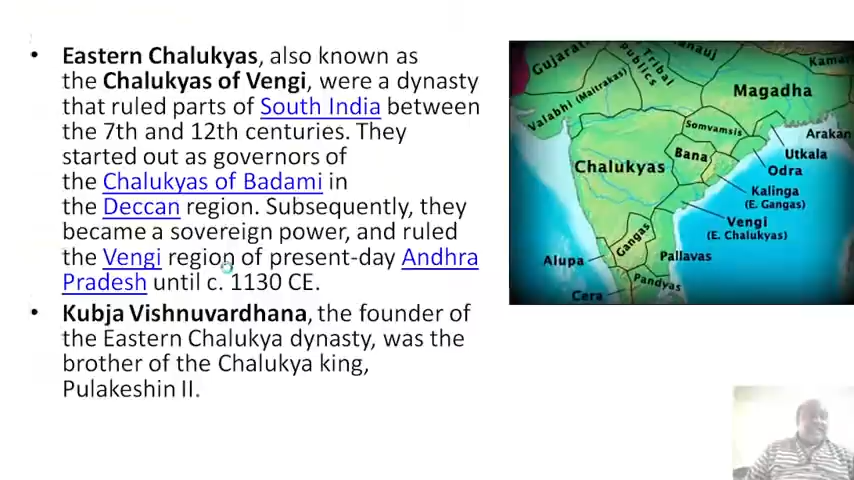 • Eastern Chalukyas, also known as
the Chalukyas of Vengi, were a dynasty
that ruled parts of South India between
the 7th and 12th centuries. They
started out as governors of
the Chalukyas of Badami in
the Deccan region. Subsequently, they
became a sovereign power, and ruled
the Vengi region of present-day Andhra
Pradesh until c. 1130 CE.
• Kubja Vishnuvardhana, the founder of
the Eastern Chalukya dynasty, was the
brother of the Chalukya king,
Pulakeshin II.
Gujarat
Tribal
Publics
Kanauj
Kamar
Valabhi (Maitrakas)
Magadha
Somvamsis
Arakan
Utkala
Odra
Chalukyas
Bana
Kalinga
(E. Gangas)
Vengi
(E. Chalukyas)
Gangas
Alupa
Pallavas
Pandyas
Cera